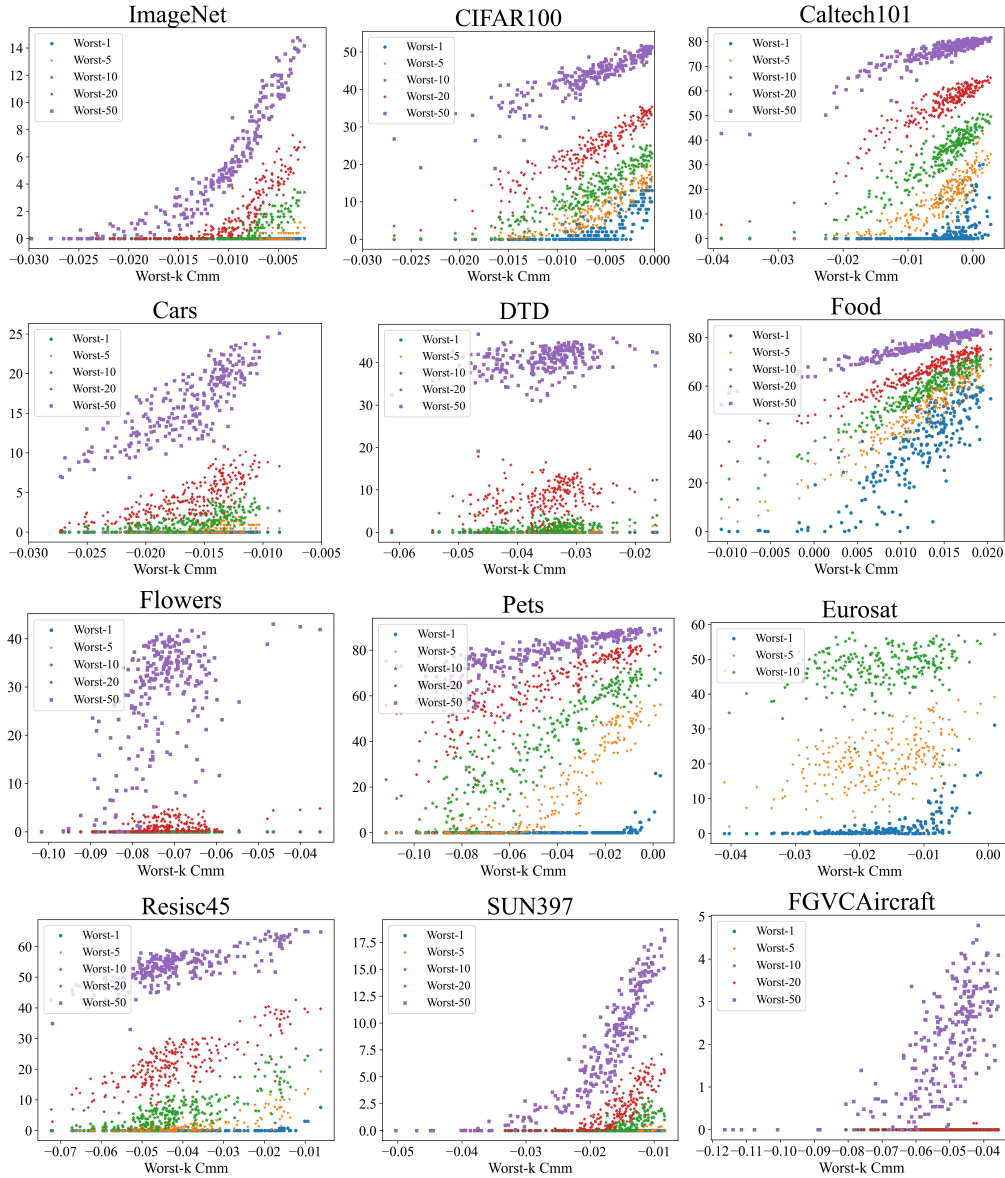 ImageNet
14
12
10
8
6
4
2
0
Worst-1
Worst-5
Worst-10
Worst-20
Worst-50
−0.030 −0.025 −0.020 −0.015 −0.010 −0.005
Worst-k Cmm
CIFAR100
50
40
30
20
10
0
Worst-1
Worst-5
Worst-10
Worst-20
Worst-50
−0.030 −0.025 −0.020 −0.015 −0.010 −0.005 0.000
Worst-k Cmm
Caltech101
80
70
60
50
40
30
20
10
0
Worst-1
Worst-5
Worst-10
Worst-20
Worst-50
−0.04 −0.03 −0.02 −0.01 0.00
Worst-k Cmm
Cars
25
20
15
10
5
0
Worst-1
Worst-5
Worst-10
Worst-20
Worst-50
−0.030 −0.025 −0.020 −0.015 −0.010 −0.005
Worst-k Cmm
DTD
40
30
20
10
0
Worst-1
Worst-5
Worst-10
Worst-20
Worst-50
−0.06 −0.05 −0.04 −0.03 −0.02
Worst-k Cmm
Food
80
60
40
20
0
Worst-1
Worst-5
Worst-10
Worst-20
Worst-50
−0.010 −0.005 0.000 0.005 0.010 0.015 0.020
Worst-k Cmm
Flowers
40
30
20
10
0
Worst-1
Worst-5
Worst-10
Worst-20
Worst-50
−0.10 −0.09 −0.08 −0.07 −0.06 −0.05 −0.04
Worst-k Cmm
Pets
80
60
40
20
0
Worst-1
Worst-5
Worst-10
Worst-20
Worst-50
−0.10 −0.08 −0.06 −0.04 −0.02 0.00
Worst-k Cmm
Eurosat
60
50
40
30
20
10
0
Worst-1
Worst-5
Worst-10
−0.04 −0.03 −0.02 −0.01 0.00
Worst-k Cmm
Resisc45
60
50
40
30
20
10
0
Worst-1
Worst-5
Worst-10
Worst-20
Worst-50
−0.07 −0.06 −0.05 −0.04 −0.03 −0.02 −0.01
Worst-k Cmm
SUN397
17.5
15.0
12.5
10.0
7.5
5.0
2.5
0.0
Worst-1
Worst-5
Worst-10
Worst-20
Worst-50
−0.05 −0.04 −0.03 −0.02 −0.01
Worst-k Cmm
FGVCAircraft
5
4
3
2
1
0
Worst-1
Worst-5
Worst-10
Worst-20
Worst-50
−0.12 −0.11 −0.10 −0.09 −0.08 −0.07 −0.06 −0.05 −0.04
Worst-k Cmm